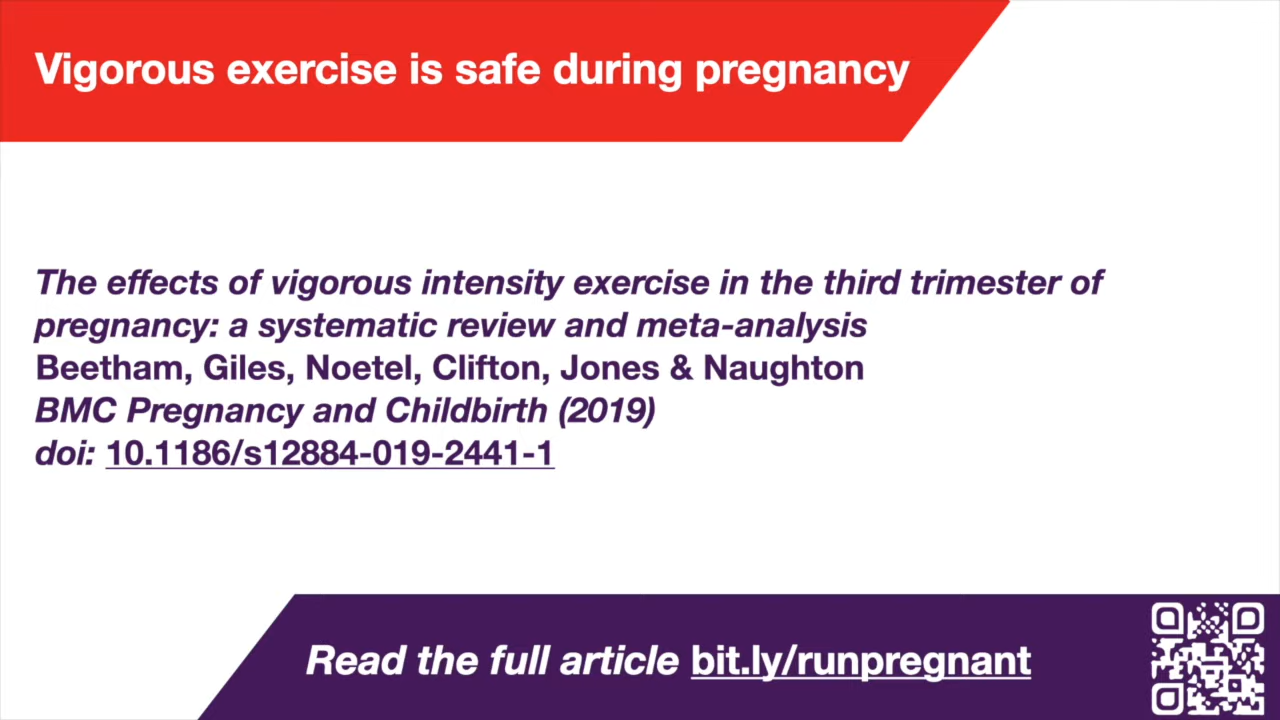 Vigorous exercise is safe during pregnancy
The effects of vigorous intensity exercise in the third trimester of
pregnancy: a systematic review and meta-analysis
Beetham, Giles, Noetel, Clifton, Jones & Naughton
BMC Pregnancy and Childbirth (2019)
doi: 10.1186/s12884-019-2441-1
Read the full article bit.ly/runpregnant